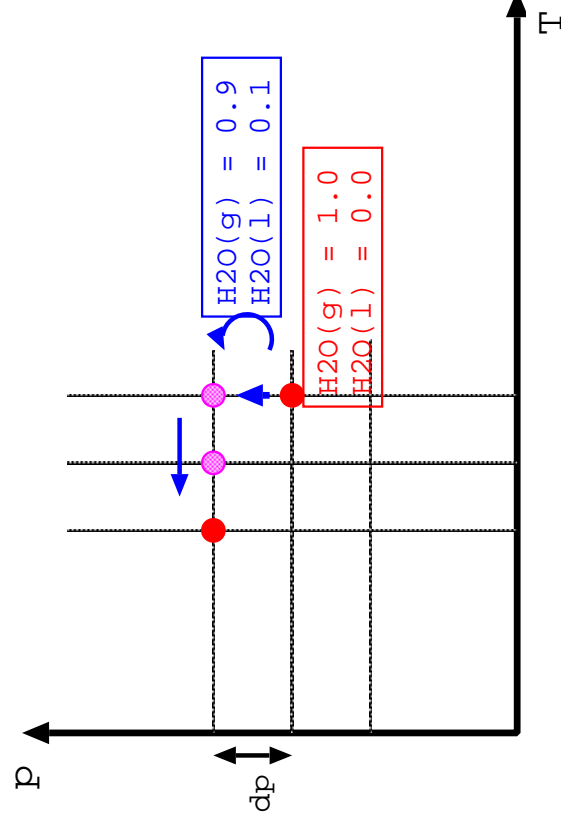 p
H2O(g) = 0.9
H2O(l) = 0.1
dp
H2O(g) = 1.0
H2O(l) = 0.0
T